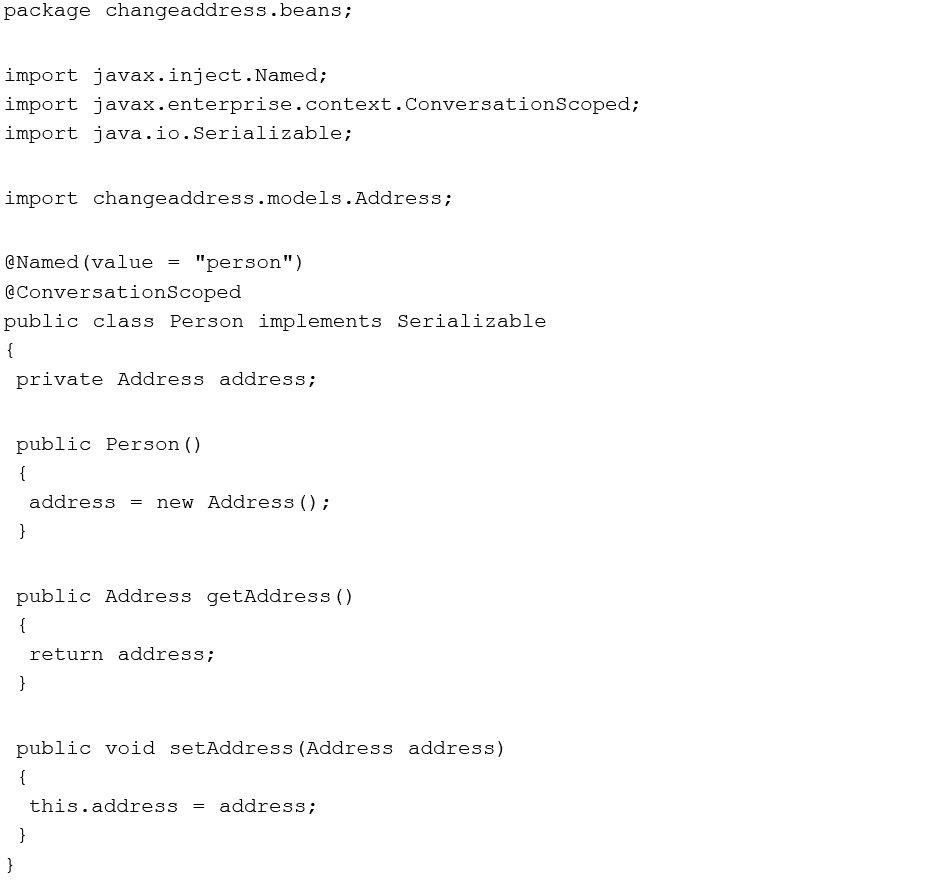 package changeaddress.beans;
import javax.inject.Named;
import javax.enterprise.context.ConversationScoped;
import java.io.Serializable;
import changeaddress.models.Address;
@Named(value = "person")
@ConversationScoped
public class Person implements Serializable
{
 private Address address;
 public Person()
 {
  address = new Address();
 }
 public Address getAddress()
 {
  return address;
 }
 public void setAddress(Address address)
 {
  this.address = address;
 }
}